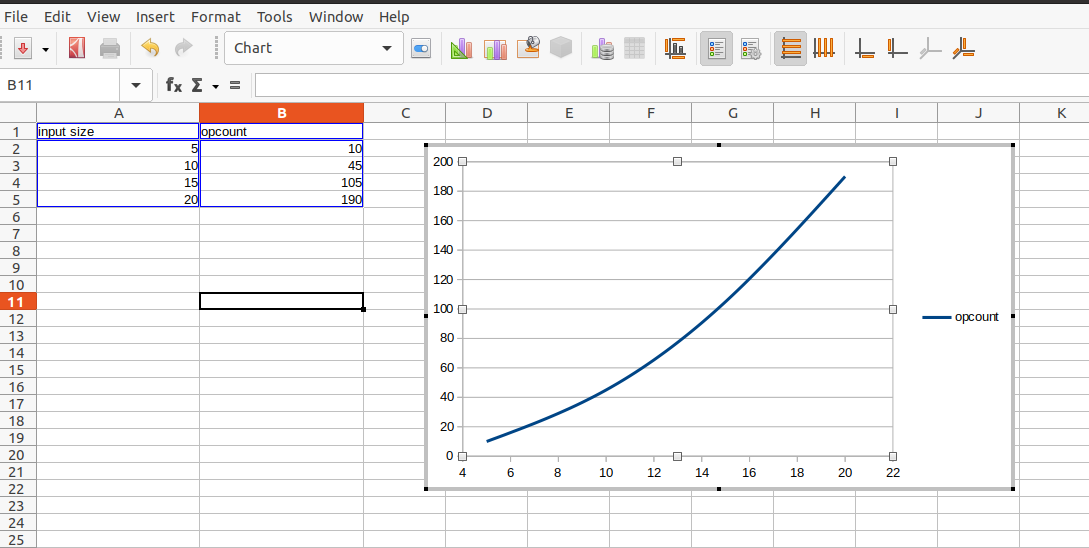 File Edit View Insert Format Tools Window Help
Chart
B11 fx Σ =
A B C D E F G H I J K
1 input size opcount
2 5 10
3 10 45
4 15 105
5 20 190
6
7
8
9
10
11
12
13
14
15
16
17
18
19
20
21
22
23
24
25
200
180
160
140
120
100
80
60
40
20
0
4 6 8 10 12 14 16 18 20 22
opcount